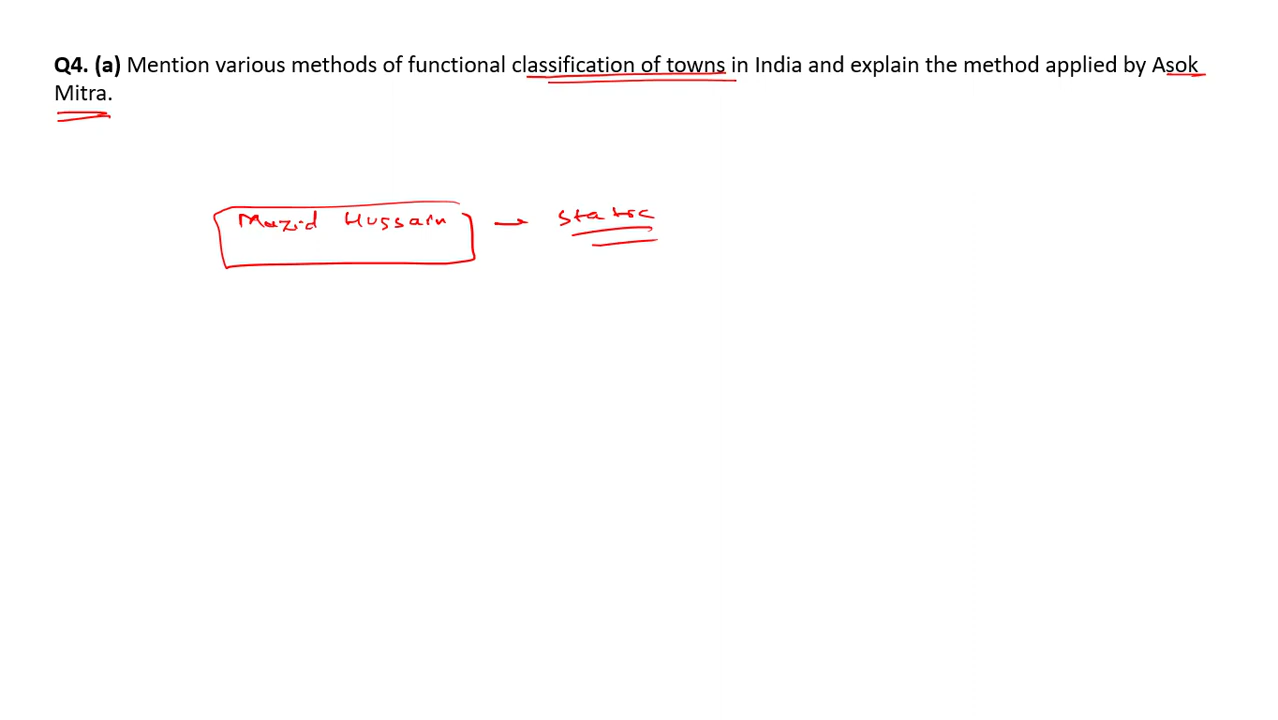 Q4. (a) Mention various methods of functional classification of towns in India and explain the method applied by Asok
Mitra.
Mazid Hussain → static